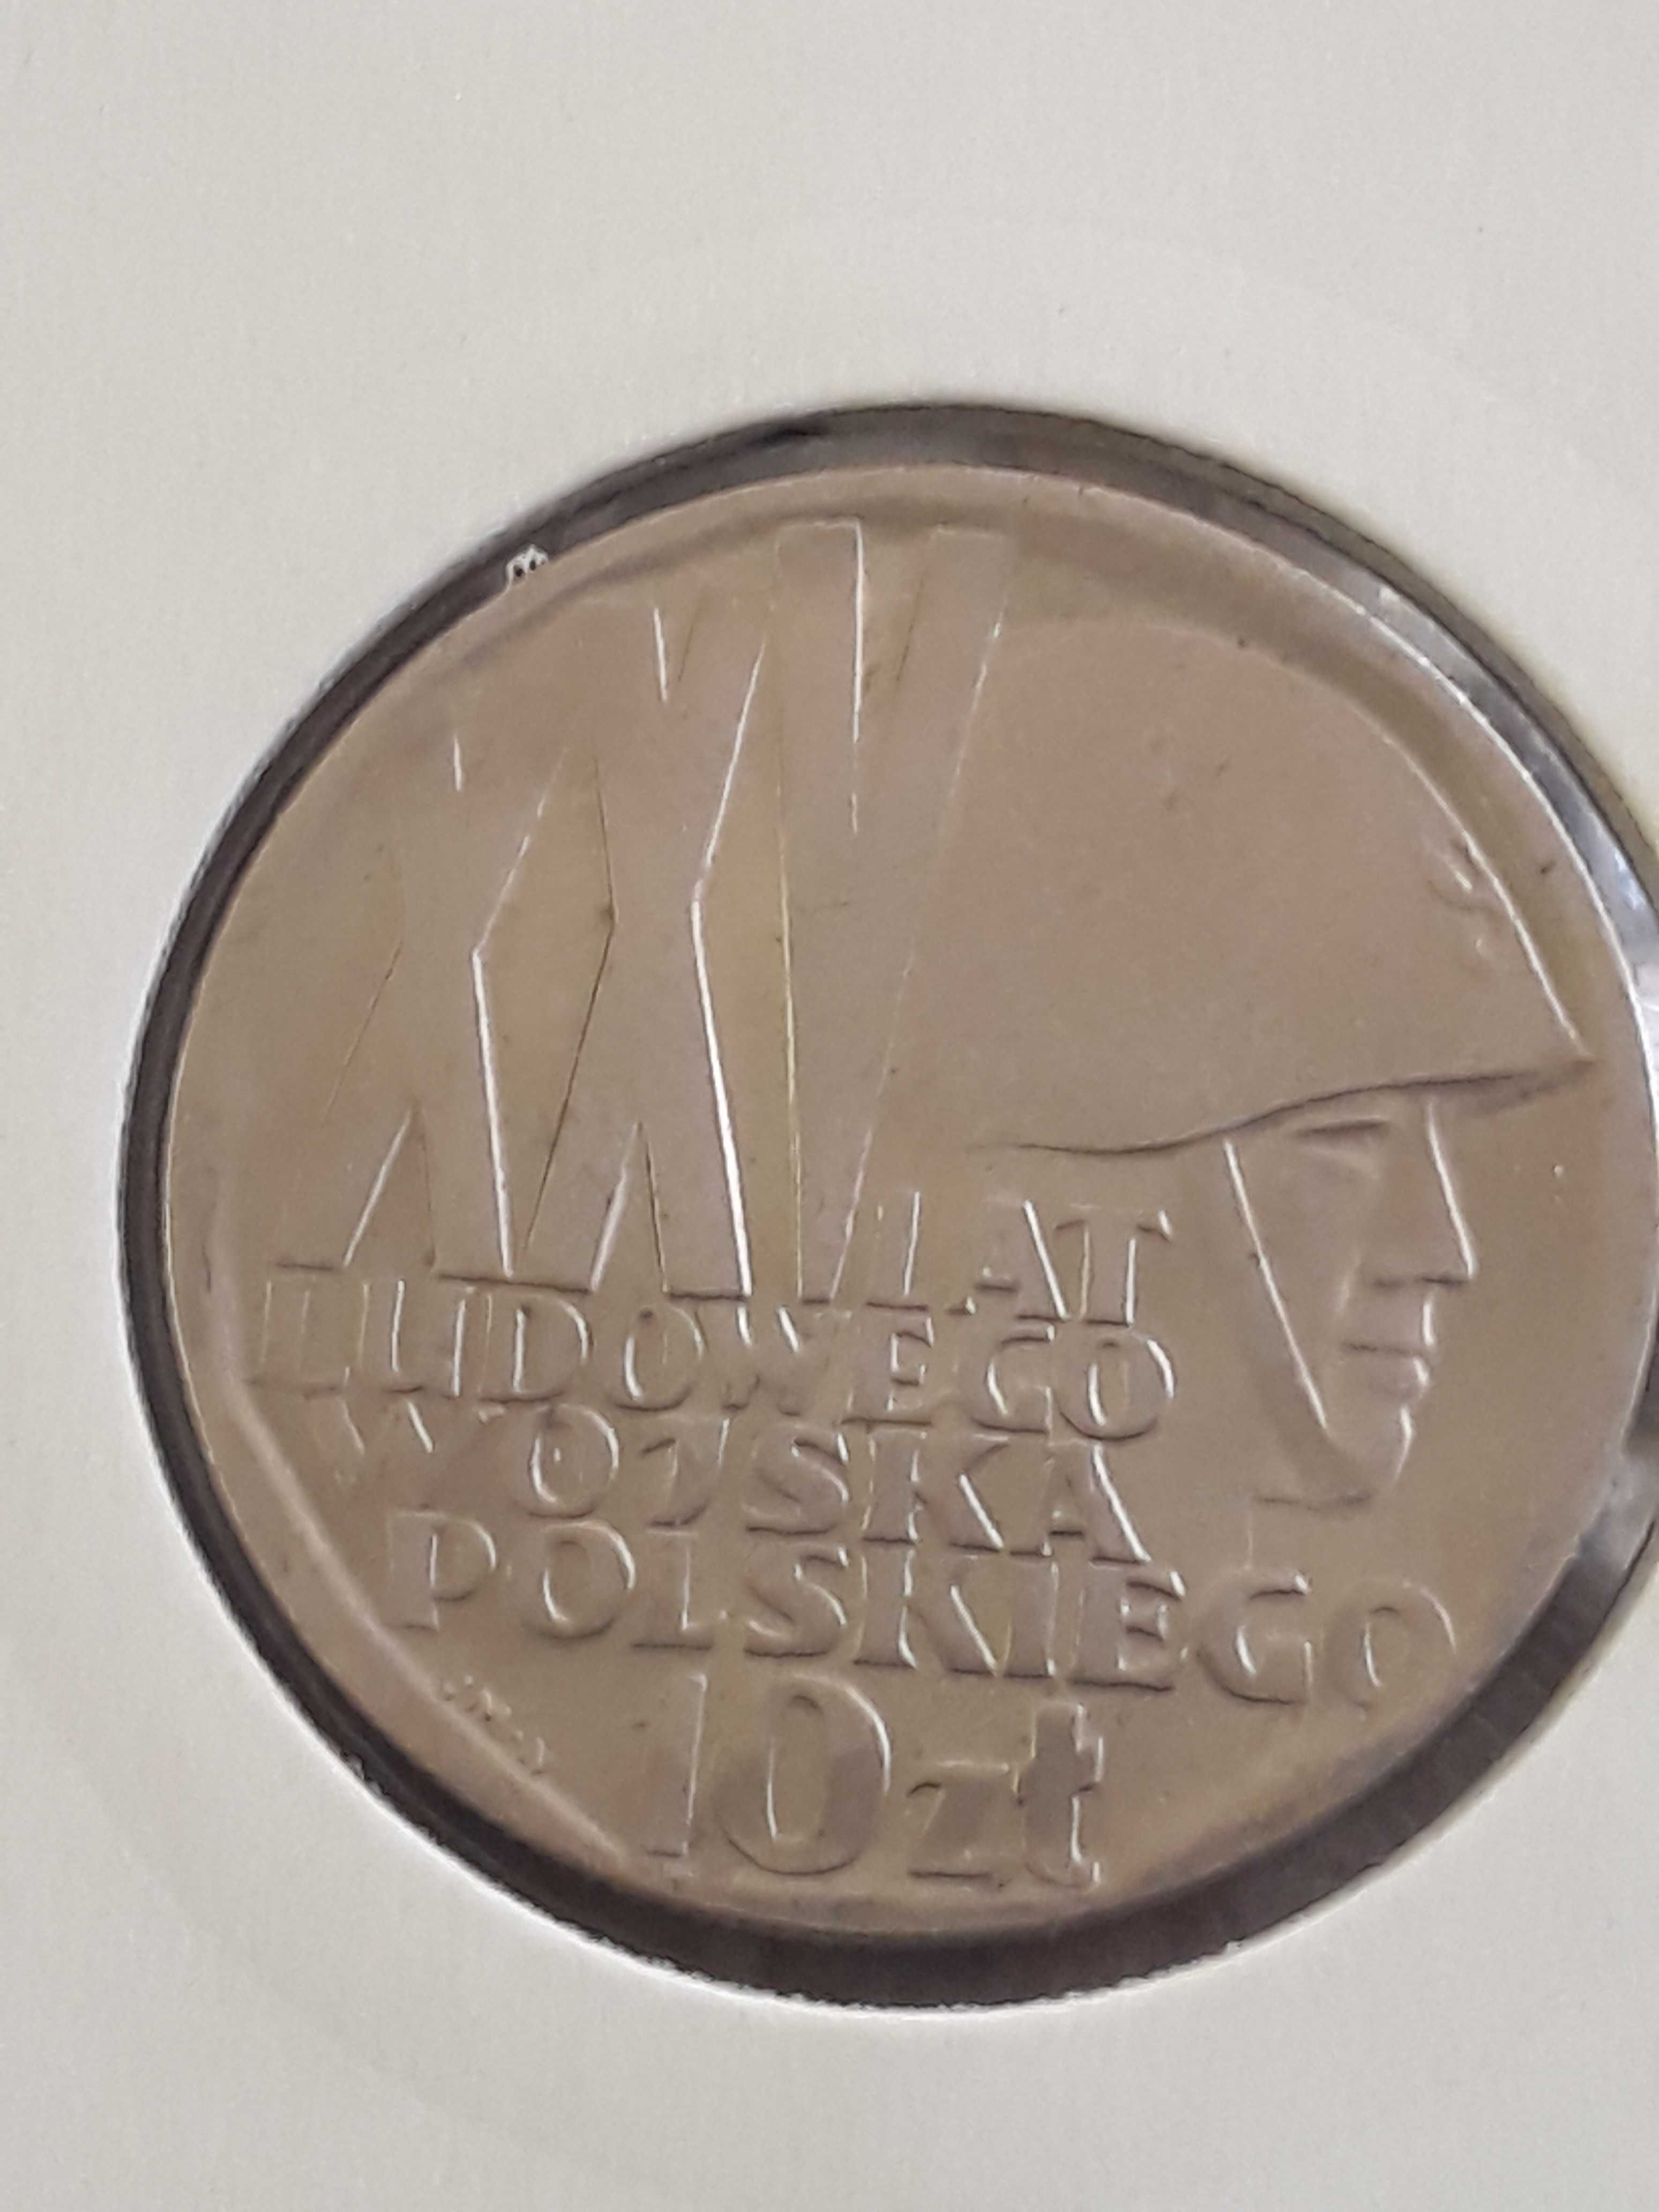 XXV LAT
LUDOWEGO
WOJSKA
POLSKIEGO
10 zł